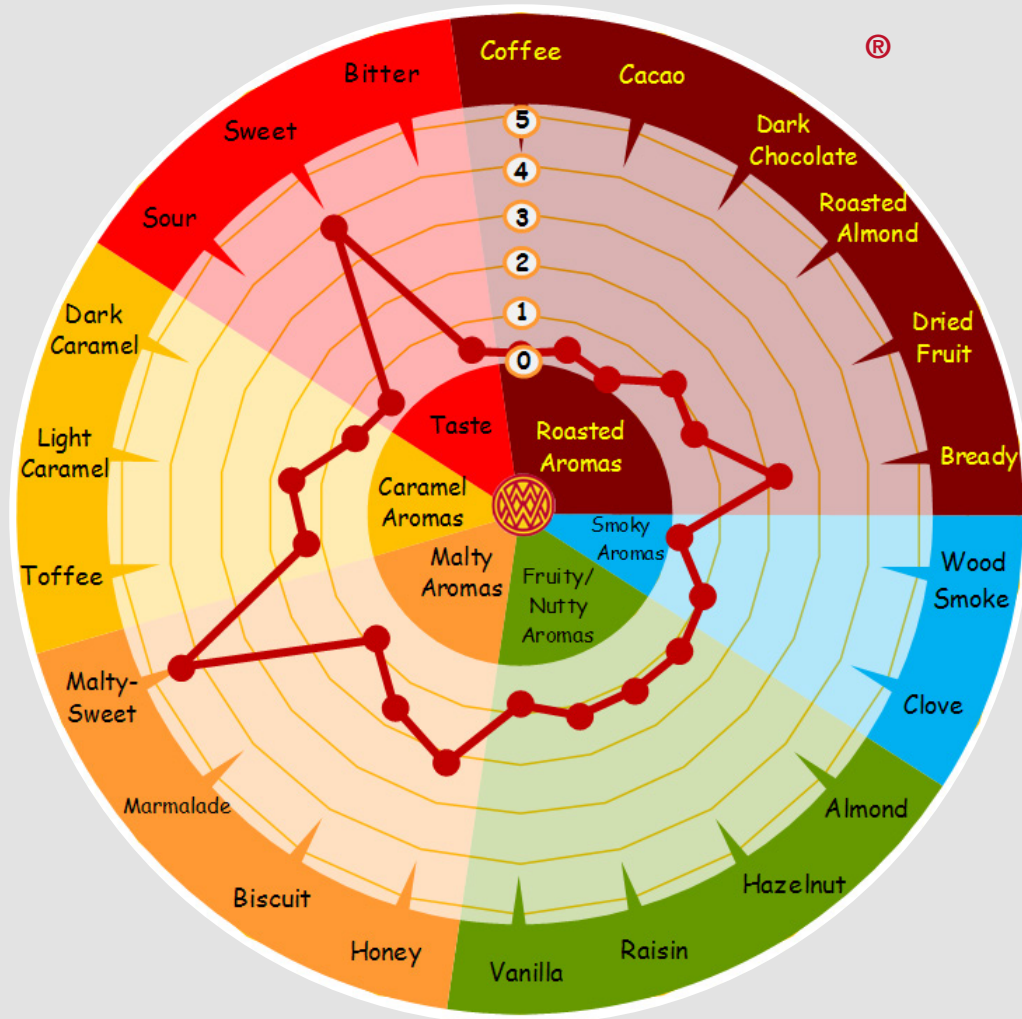 ®
Coffee
Cacao
Dark
Chocolate
Roasted
Almond
Dried
Fruit
Bready
Wood
Smoke
Clove
Almond
Hazelnut
Raisin
Vanilla
Honey
Biscuit
Marmalade
Malty-
Sweet
Toffee
Light
Caramel
Dark
Caramel
Sour
Sweet
Bitter
5
4
3
2
1
0
Taste
Roasted
Aromas
Caramel
Aromas
Smoky
Aromas
Malty
Aromas
Fruity/
Nutty
Aromas